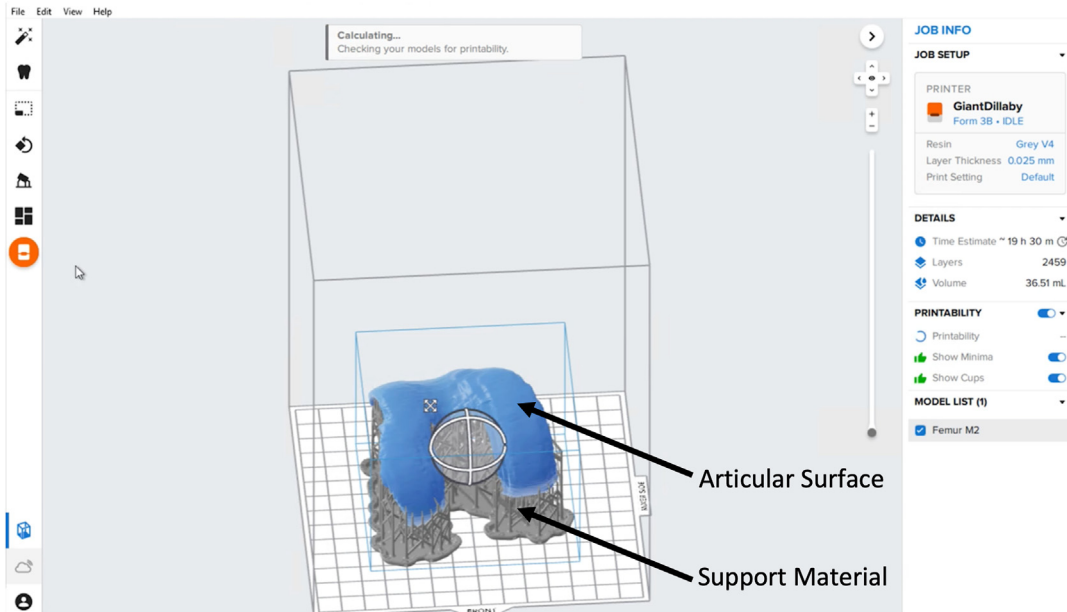 File Edit View Help
Calculating...
Checking your models for printability.
JOB INFO
JOB SETUP
PRINTER
GiantDillaby
Form 3B • IDLE
Resin Grey V4
Layer Thickness 0.025 mm
Print Setting Default
DETAILS
Time Estimate ~ 19 h 30 m
Layers 2459
Volume 36.51 mL
PRINTABILITY
Printability --
Show Minima
Show Cups
MODEL LIST (1)
Femur M2
Articular Surface
Support Material
FRONT